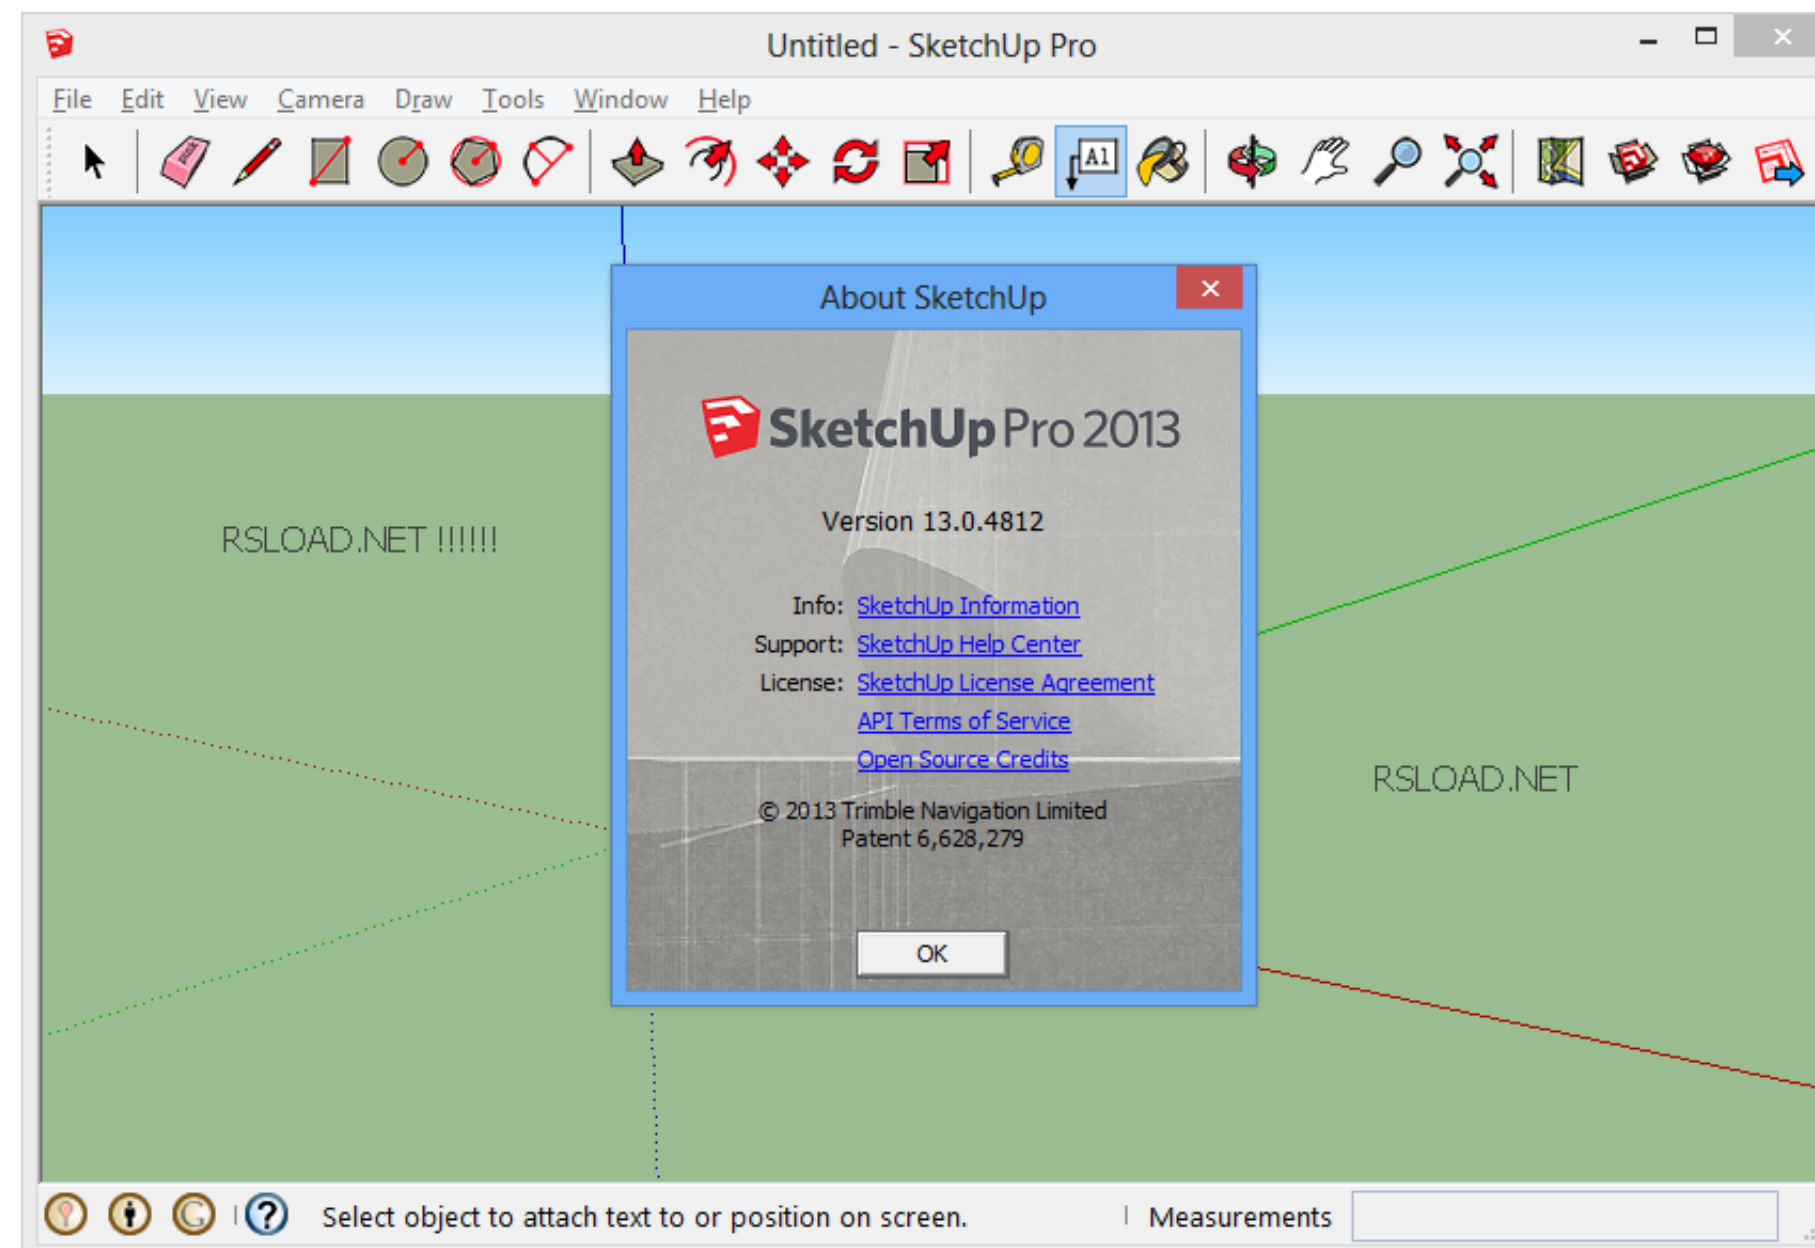 Untitled - SketchUp Pro
File Edit View Camera Draw Tools Window Help
pink
A1
About SketchUp
SketchUp Pro 2013
Version 13.0.4812
RSLOAD.NET !!!!!!
Info: SketchUp Information
Support: SketchUp Help Center
License: SketchUp License Agreement
API Terms of Service
Open Source Credits
RSLOAD.NET
© 2013 Trimble Navigation Limited
Patent 6,628,279
OK
Select object to attach text to or position on screen.
Measurements